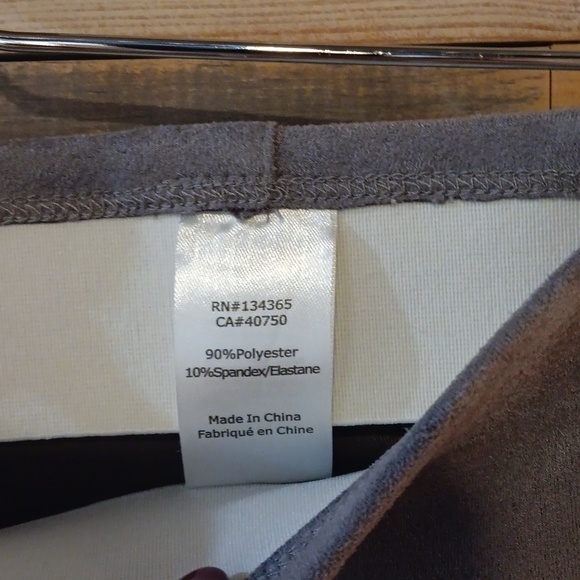 RN#134365
CA#40750
90%Polyester
10%Spandex/Elastane
Made In China
Fabriqué en Chine